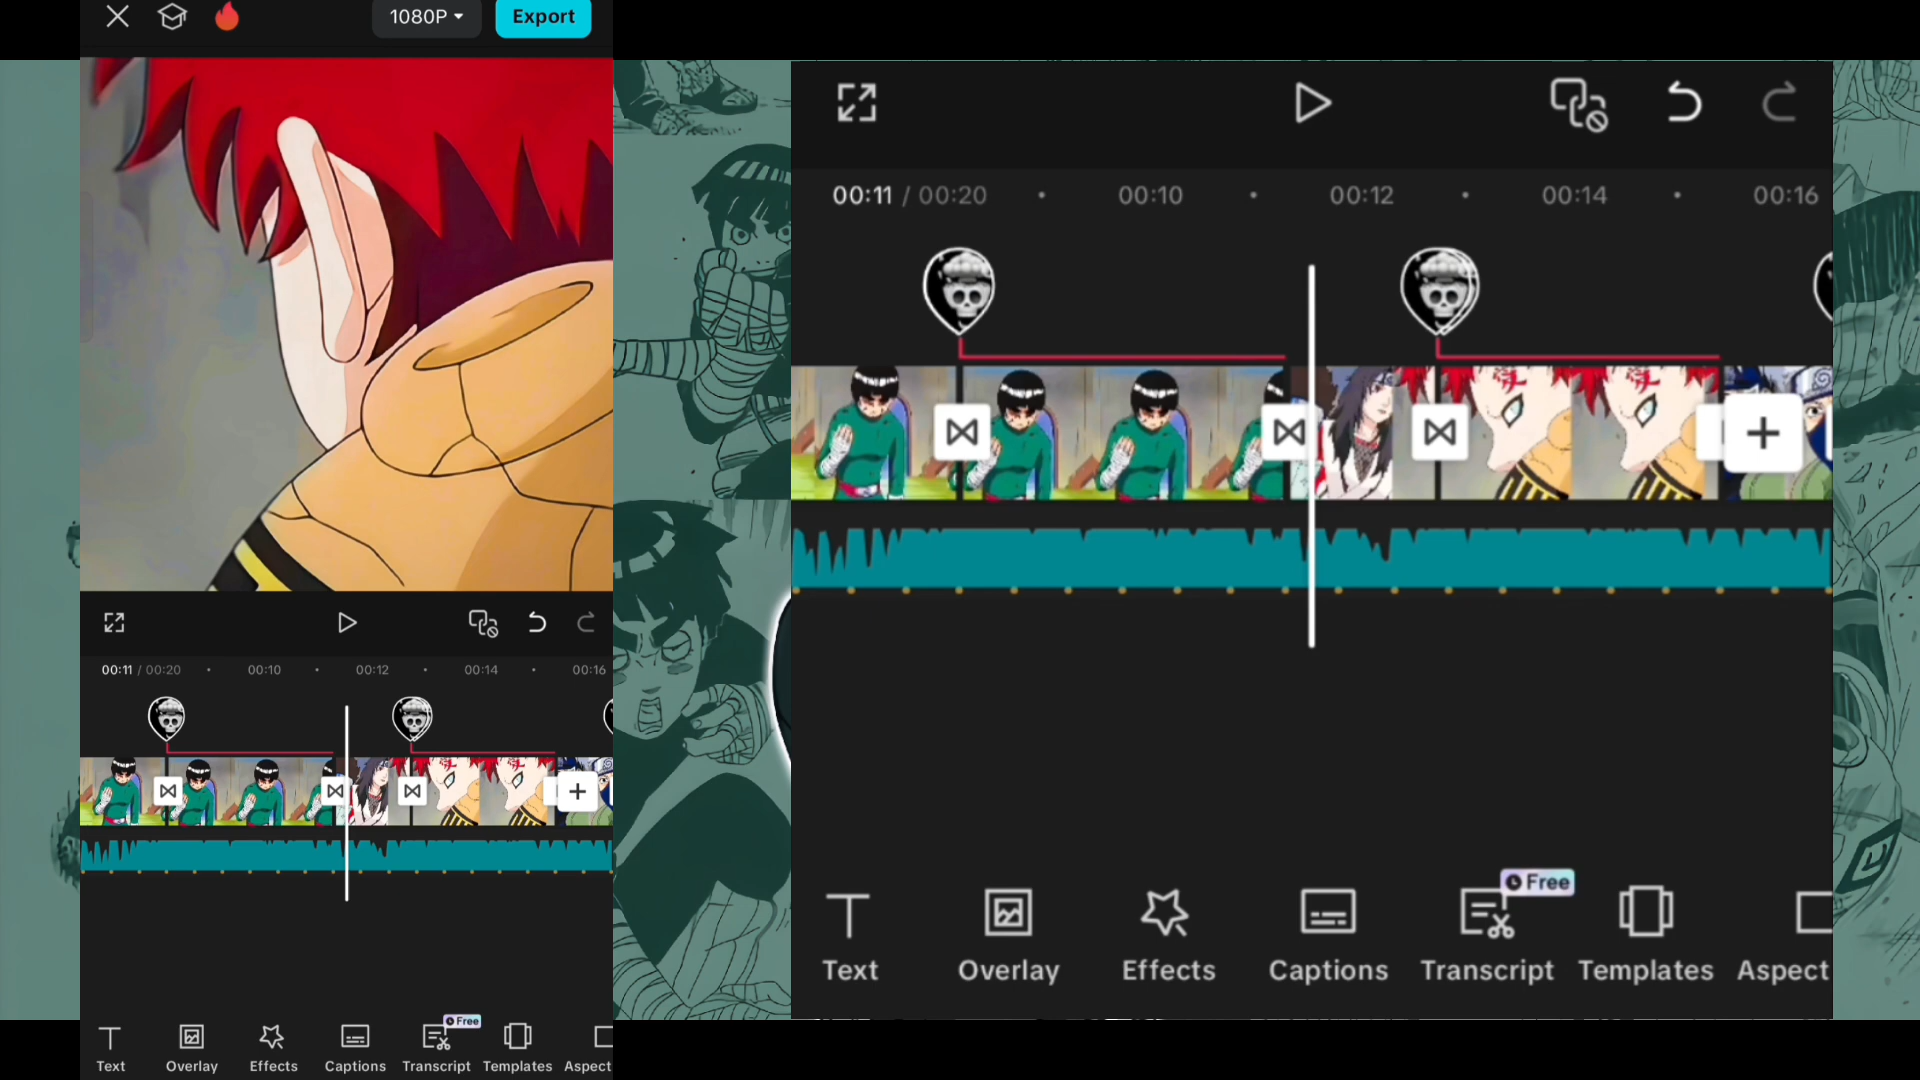 1080P
Export
00:11 / 00:20
00:10
00:12
00:14
00:16
Free
Text
Overlay
Effects
Captions
Transcript
Templates
Aspect
00:11 / 00:20
00:10
00:12
00:14
00:16
Free
Text
Overlay
Effects
Captions
Transcript
Templates
Aspect